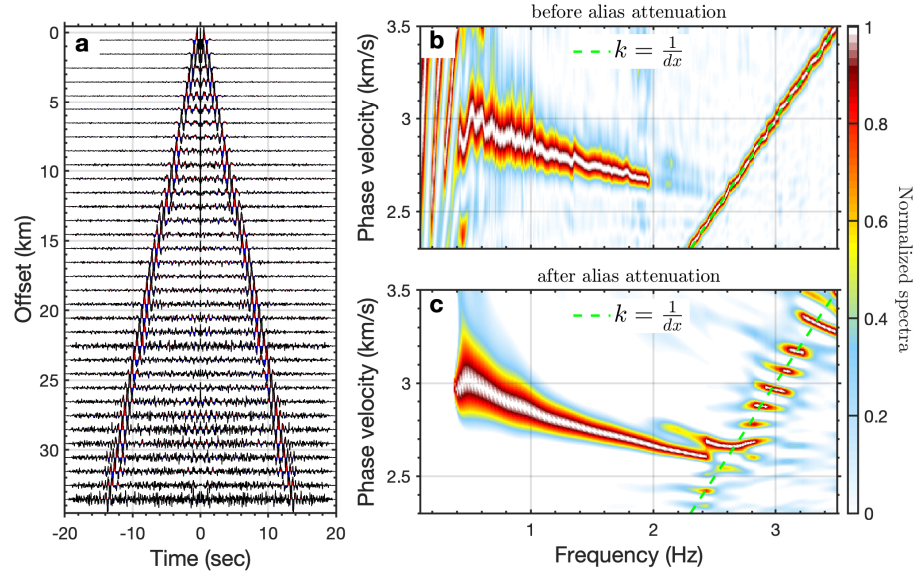 a
0
5
10
15
20
25
30
Offset (km)
-20
-10
0
10
20
Time (sec)
before alias attenuation
b
k = 1/dx
3.5
3
2.5
Phase velocity (km/s)
after alias attenuation
c
k = 1/dx
3.5
3
2.5
Phase velocity (km/s)
1
2
3
Frequency (Hz)
1
0.8
0.6
0.4
0.2
0
Normalized spectra